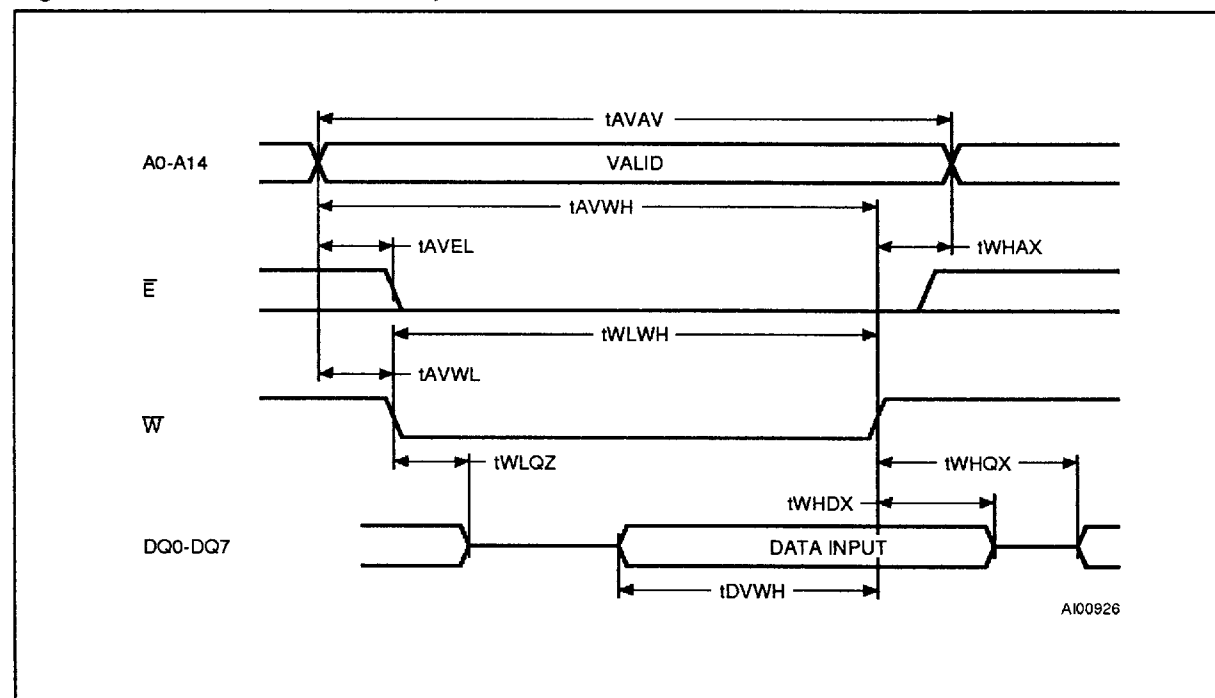 tAVAV
A0-A14
VALID
tAVWH
tAVEL
tWHAX
E̅
tWLWH
tAVWL
W̅
tWLQZ
tWHQX
tWHDX
DQ0-DQ7
DATA INPUT
tDVWH
AI00926